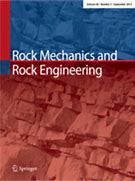 Rock Mechanics and
Rock Engineering
Springer